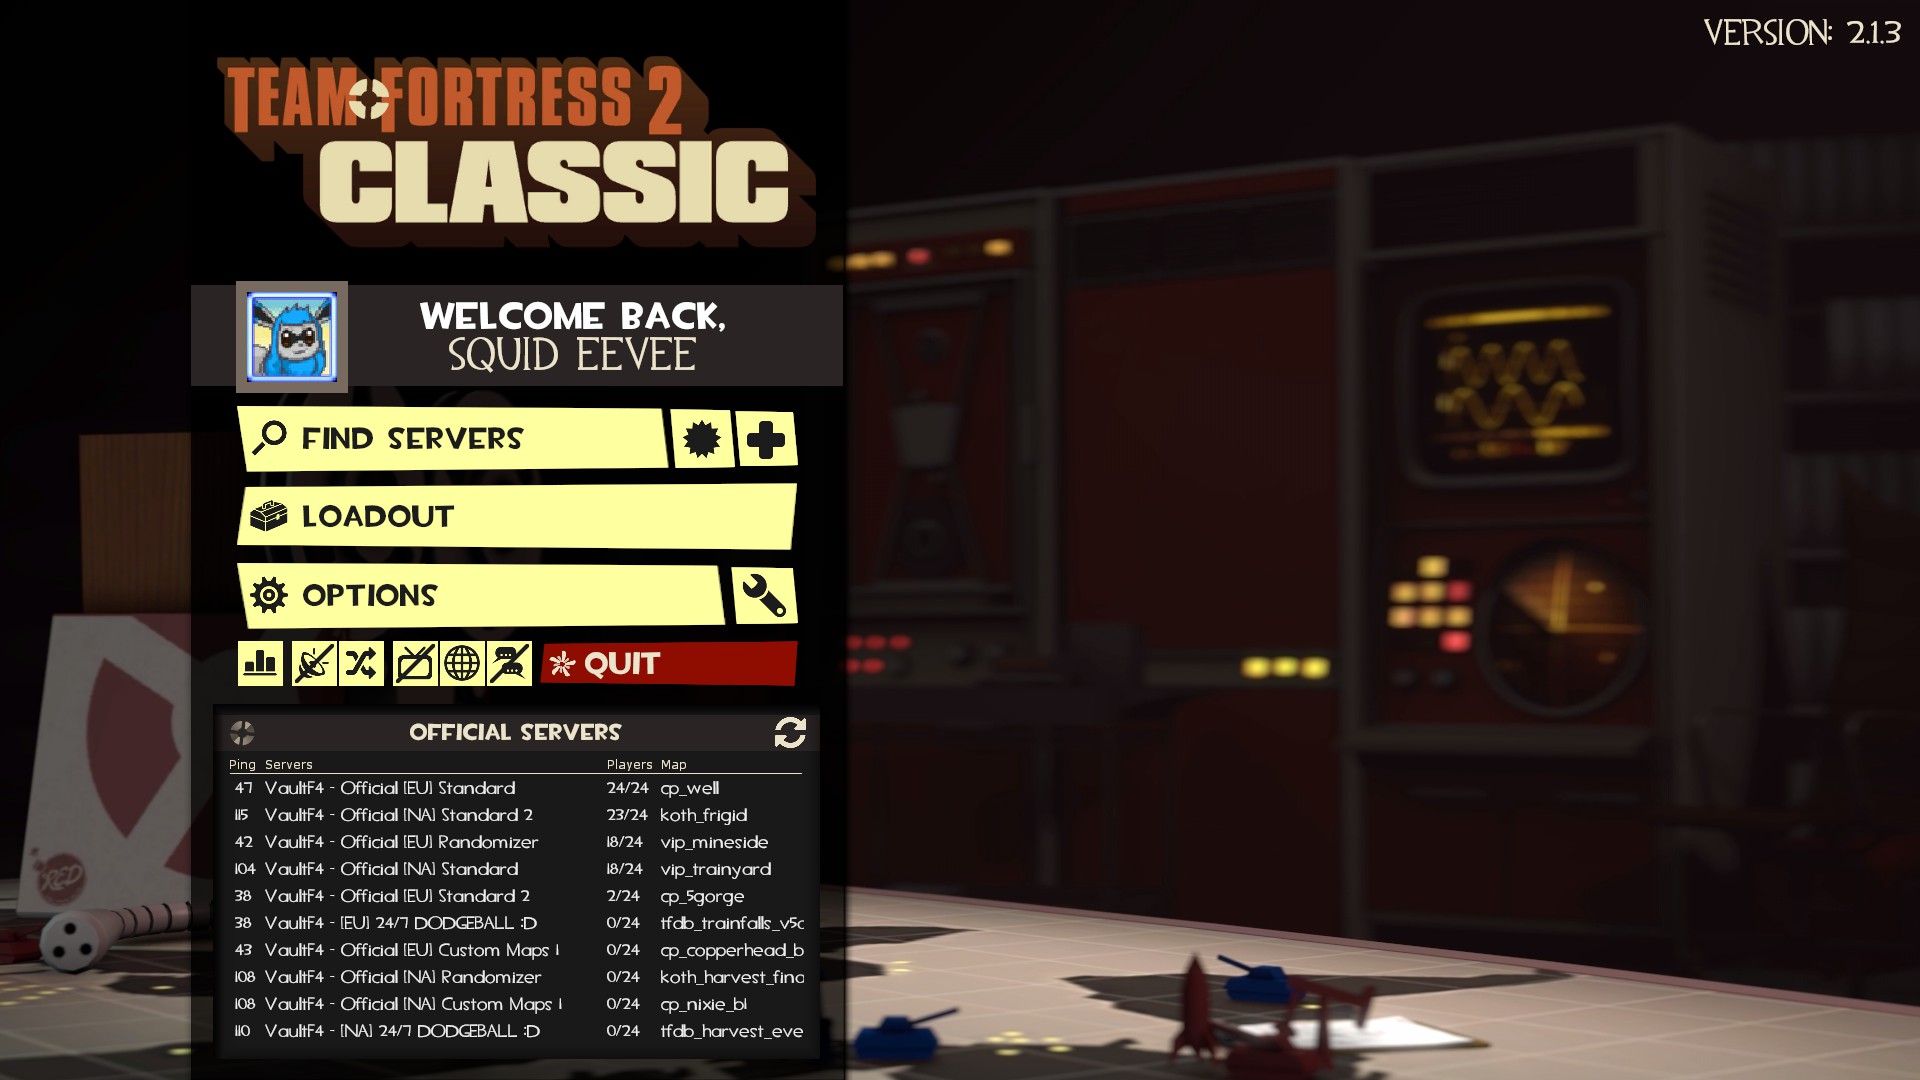 VERSION: 2.1.3
TEAM FORTRESS 2
CLASSIC
WELCOME BACK,
SQUID EEVEE
FIND SERVERS
LOADOUT
OPTIONS
QUIT
OFFICIAL SERVERS
Ping Servers Players Map
47 VaultF4 - Official [EU] Standard 24/24 cp_well
115 VaultF4 - Official [NA] Standard 2 23/24 koth_frigid
42 VaultF4 - Official [EU] Randomizer 18/24 vip_mineside
104 VaultF4 - Official [NA] Standard 18/24 vip_trainyard
38 VaultF4 - Official [EU] Standard 2 2/24 cp_5gorge
38 VaultF4 - [EU] 24/7 DODGEBALL :D 0/24 tfdb_trainfalls_v5c
43 VaultF4 - Official [EU] Custom Maps 1 0/24 cp_copperhead_b
108 VaultF4 - Official [NA] Randomizer 0/24 koth_harvest_fina
108 VaultF4 - Official [NA] Custom Maps 1 0/24 cp_nixie_b1
110 VaultF4 - [NA] 24/7 DODGEBALL :D 0/24 tfdb_harvest_eve
RED